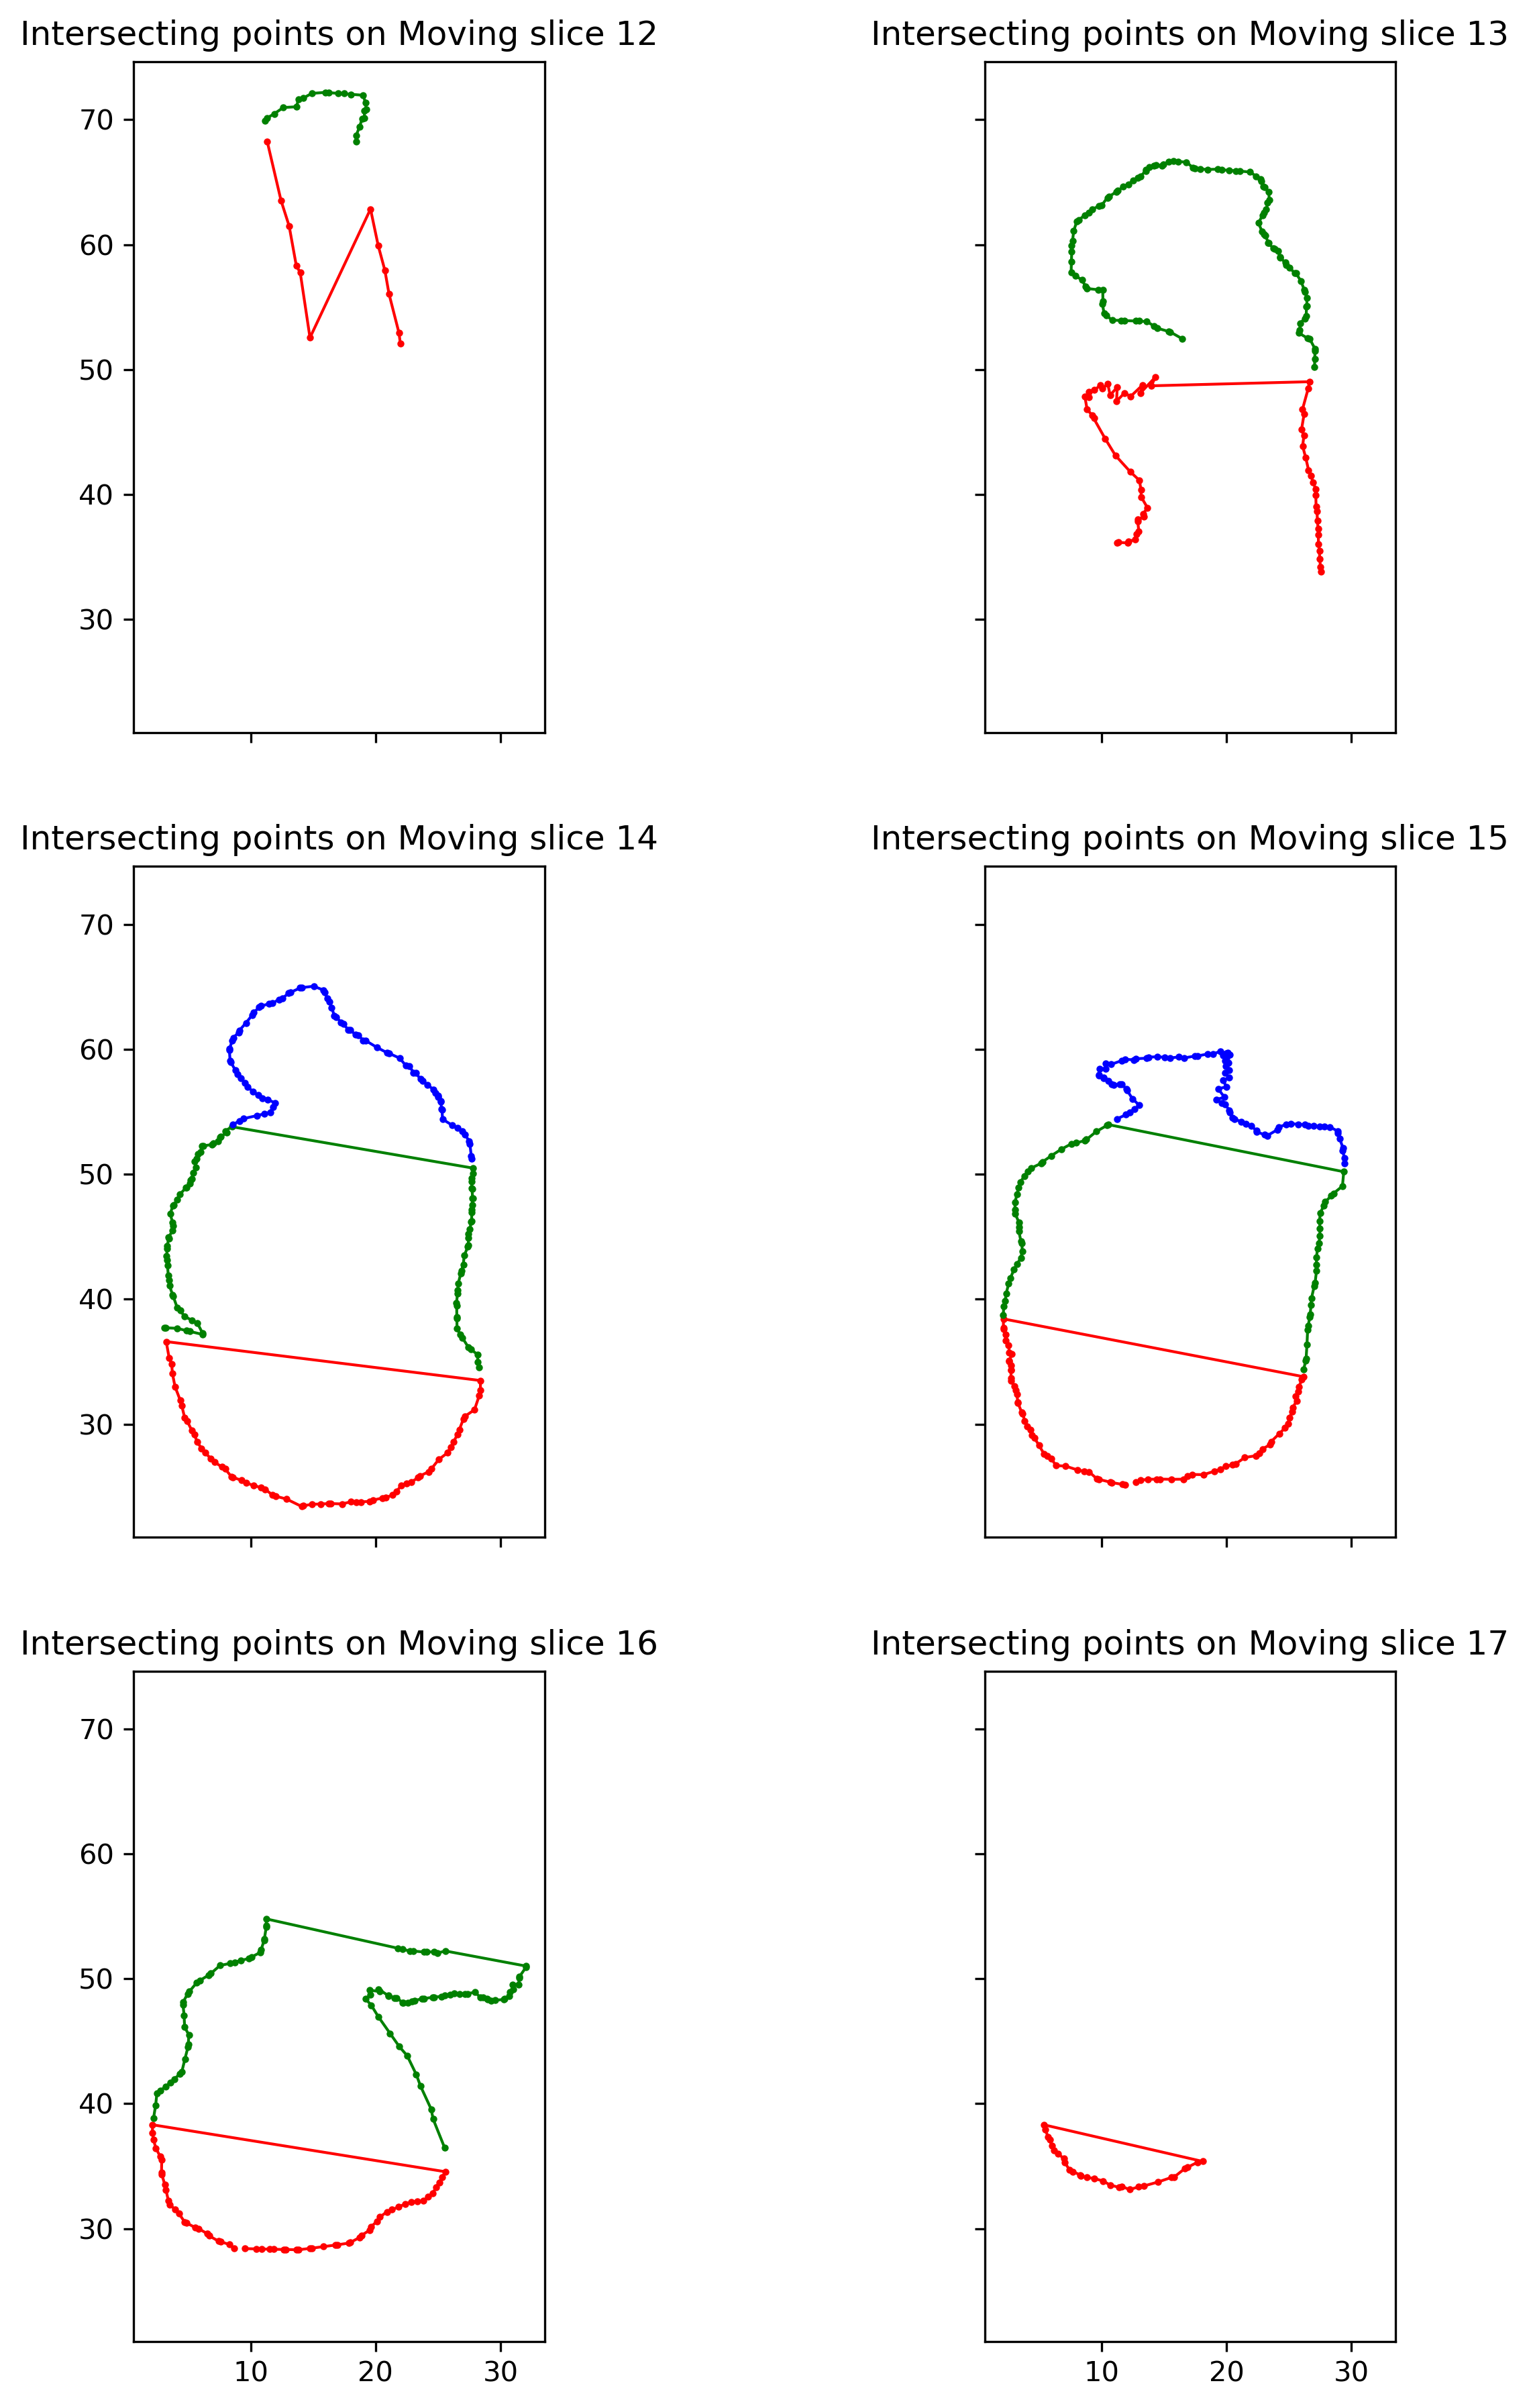 Intersecting points on Moving slice 12
Intersecting points on Moving slice 13
70
60
50
40
30
Intersecting points on Moving slice 14
Intersecting points on Moving slice 15
70
60
50
40
30
Intersecting points on Moving slice 16
Intersecting points on Moving slice 17
70
60
50
40
30
10 20 30
10 20 30